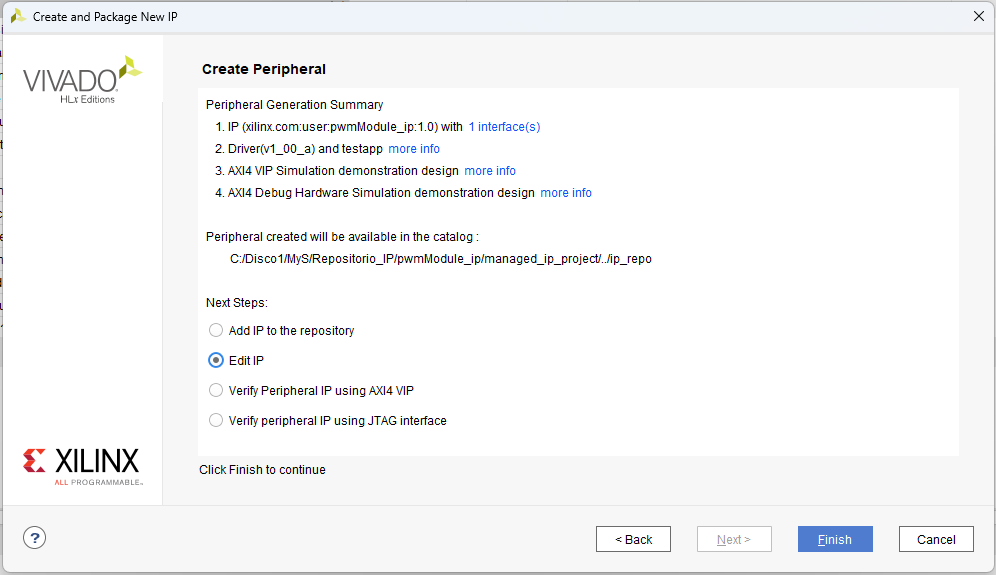 Create and Package New IP
VIVADO
HLx Editions
Create Peripheral
Peripheral Generation Summary
1. IP (xilinx.com:user:pwmModule_ip:1.0) with 1 interface(s)
2. Driver(v1_00_a) and testapp more info
3. AXI4 VIP Simulation demonstration design more info
4. AXI4 Debug Hardware Simulation demonstration design more info
Peripheral created will be available in the catalog :
C:/Disco1/MyS/Repositorio_IP/pwmModule_ip/managed_ip_project/../ip_repo
Next Steps:
Add IP to the repository
Edit IP
Verify Peripheral IP using AXI4 VIP
Verify peripheral IP using JTAG interface
XILINX
ALL PROGRAMMABLE™
Click Finish to continue
?
< Back
Next >
Finish
Cancel